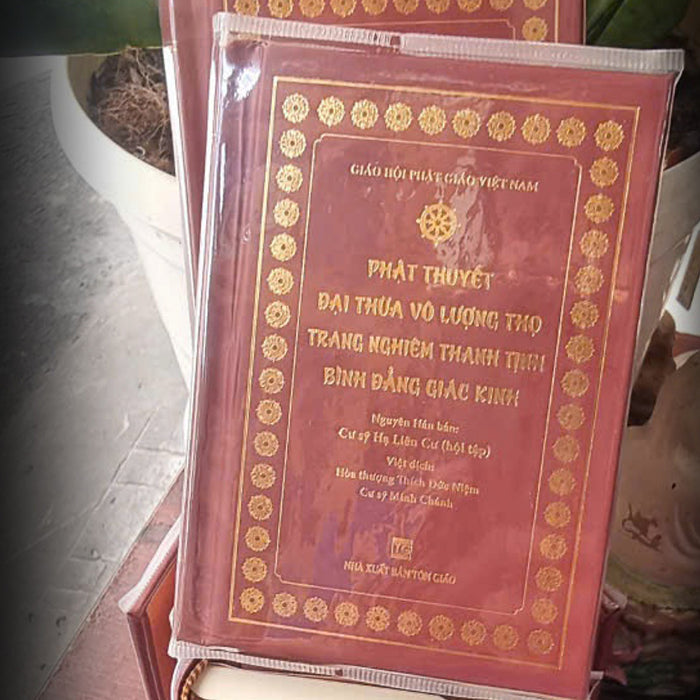 GIÁO HỘI PHẬT GIÁO VIỆT NAM
PHẬT THUYẾT
ĐẠI THỪA VÔ LƯỢNG THỌ
TRANG NGHIÊM THANH TỊNH
BÌNH ĐẲNG GIÁC KINH
Nguyên Hán bản:
Cư sỹ Hạ Liên Cư (hội tập)
Việt dịch:
Hòa thượng Thích Đức Niệm
Cư sỹ Minh Chánh
NHÀ XUẤT BẢN TÔN GIÁO